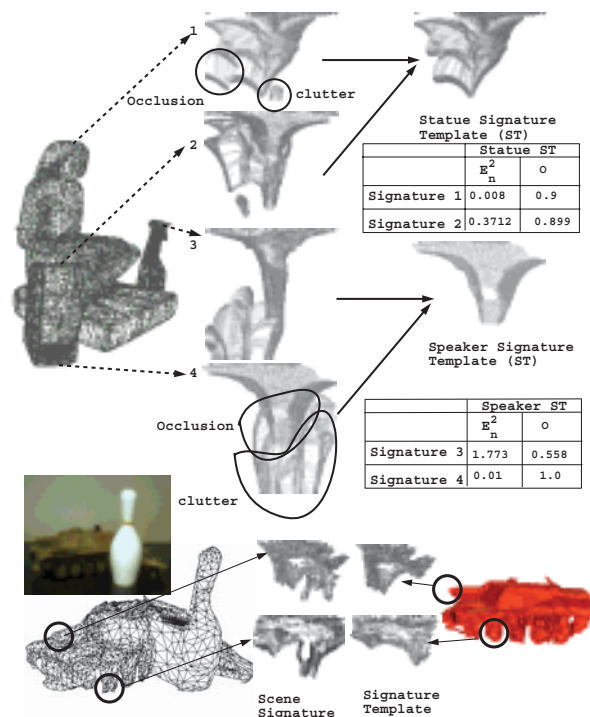 1
Occlusion
clutter
Statue Signature
Template (ST)
2
Statue ST
E²n O
Signature 1 0.008 0.9
Signature 2 0.3712 0.899
3
Speaker Signature
Template (ST)
4
Occlusion
Speaker ST
E²n O
Signature 3 1.773 0.558
Signature 4 0.01 1.0
clutter
Scene
Signature
Signature
Template